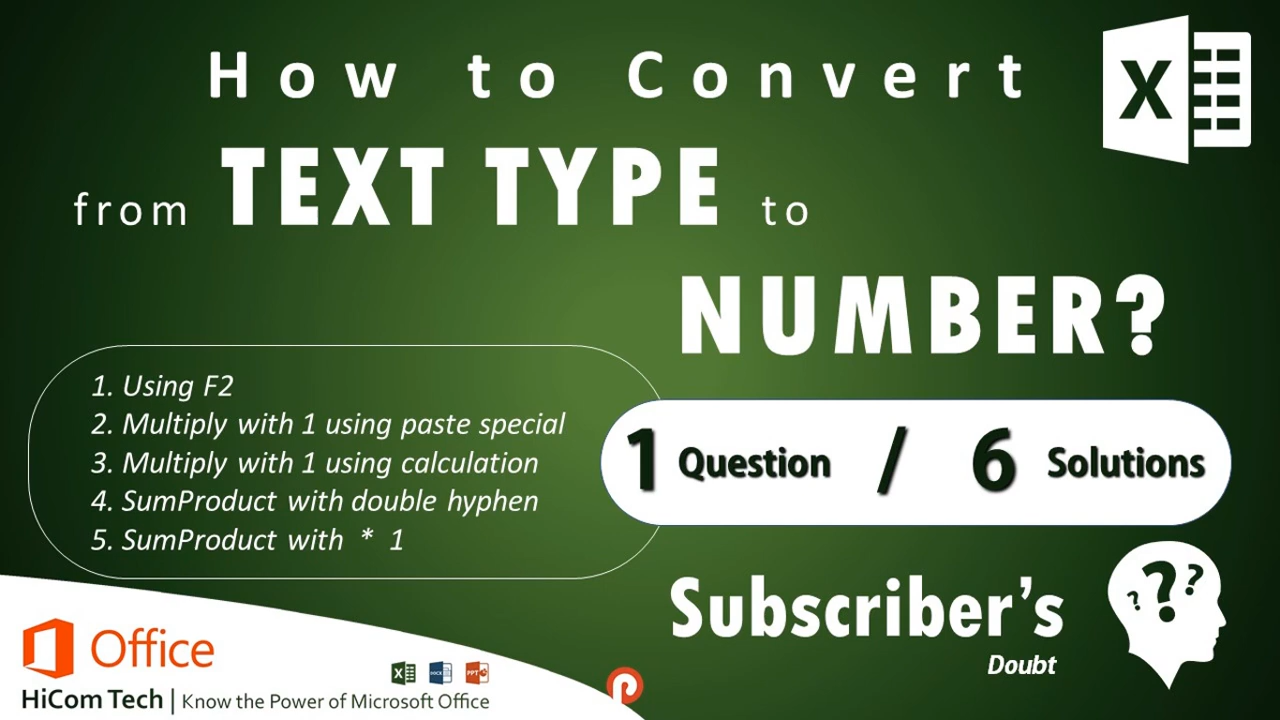 How to Convert
from TEXT TYPE to
NUMBER?
1. Using F2
2. Multiply with 1 using paste special
3. Multiply with 1 using calculation
4. SumProduct with double hyphen
5. SumProduct with * 1
1 Question / 6 Solutions
Subscriber's
Doubt
Office
HiCom Tech | Know the Power of Microsoft Office
X
? ? ?
PPT